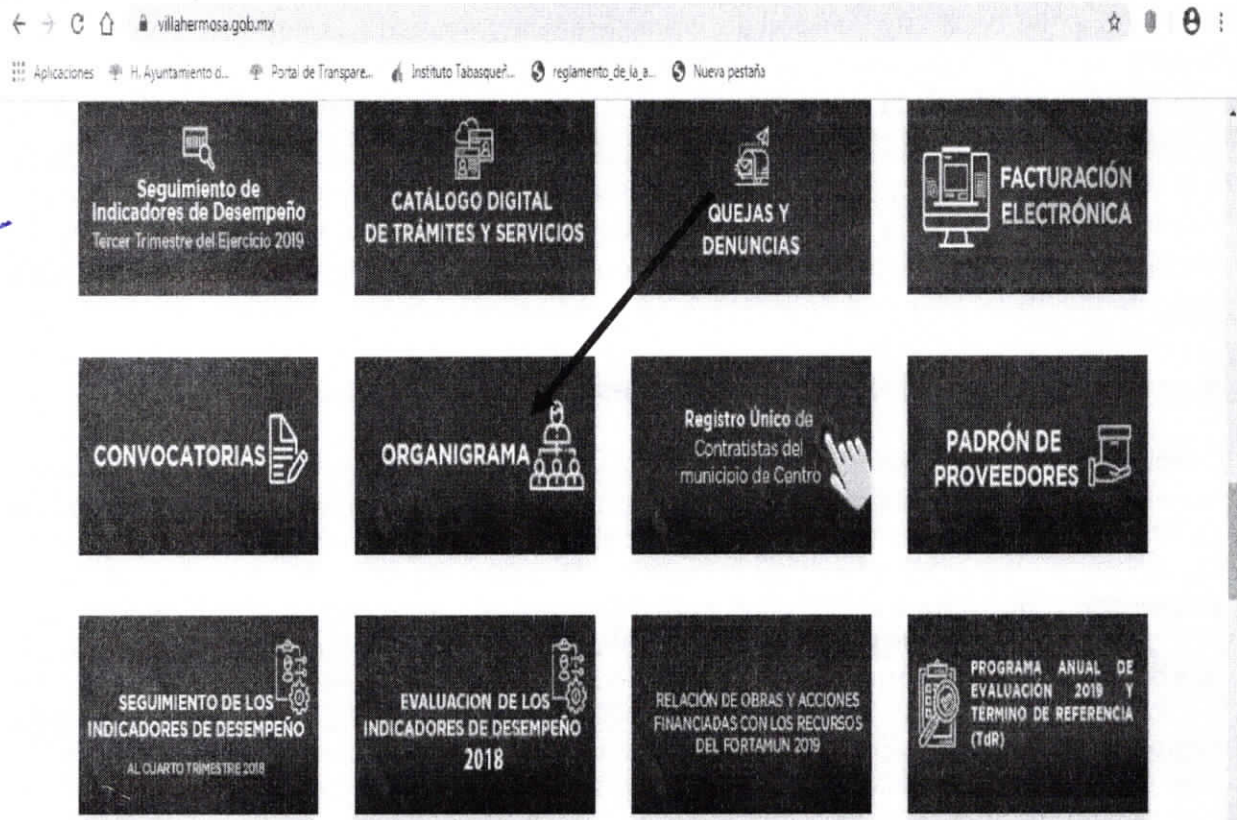 villahermosa.gob.mx
Aplicaciones H. Ayuntamiento d... Portal de Transpare... Instituto Tabasqueñ... reglamento_de_la_a... Nueva pestaña
Seguimiento de
Indicadores de Desempeño
Tercer Trimestre del Ejercicio 2019
CATÁLOGO DIGITAL
DE TRÁMITES Y SERVICIOS
QUEJAS Y
DENUNCIAS
FACTURACIÓN
ELECTRÓNICA
CONVOCATORIAS
ORGANIGRAMA
Registro Único de
Contratistas del
municipio de Centro
PADRÓN DE
PROVEEDORES
SEGUIMIENTO DE LOS
INDICADORES DE DESEMPEÑO
AL CUARTO TRIMESTRE 2018
EVALUACION DE LOS
INDICADORES DE DESEMPEÑO
2018
RELACIÓN DE OBRAS Y ACCIONES
FINANCIADAS CON LOS RECURSOS
DEL FORTAMUN 2019
PROGRAMA ANUAL DE
EVALUACION 2019 Y
TERMINO DE REFERENCIA
(TdR)